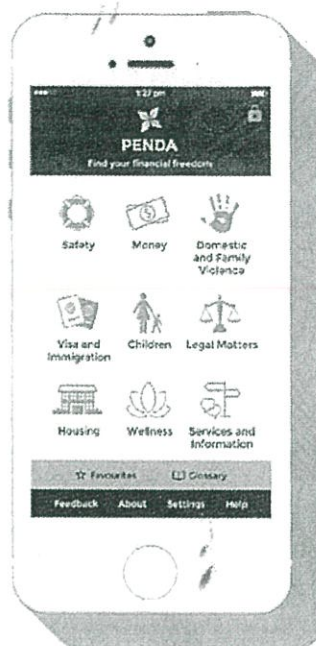 1:27 pm
PENDA
Find your financial freedom
Safety Money Domestic
and Family
Violence
Visa and
Immigration Children Legal Matters
Housing Wellness Services and
Information
Favourites Glossary
Feedback About Settings Help